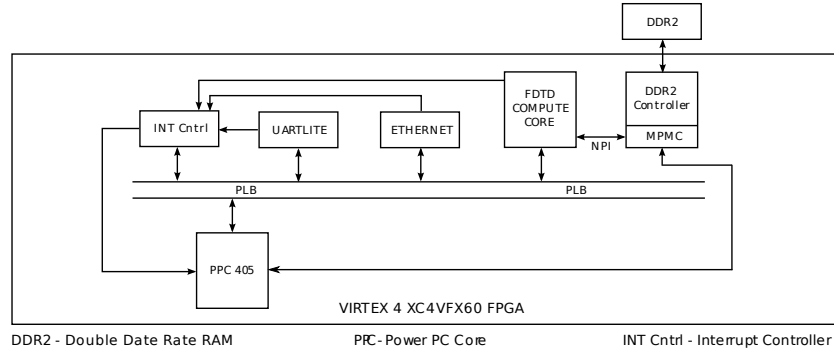 DDR2
FDTD
COMPUTE
CORE
DDR2
Controller
INT Cntrl
UARTLITE
ETHERNET
MPMC
NPI
PLB
PLB
PPC 405
VIRTEX 4 XC4VFX60 FPGA
DDR2 - Double Date Rate RAM
PPC - Power PC Core
INT Cntrl - Interrupt Controller